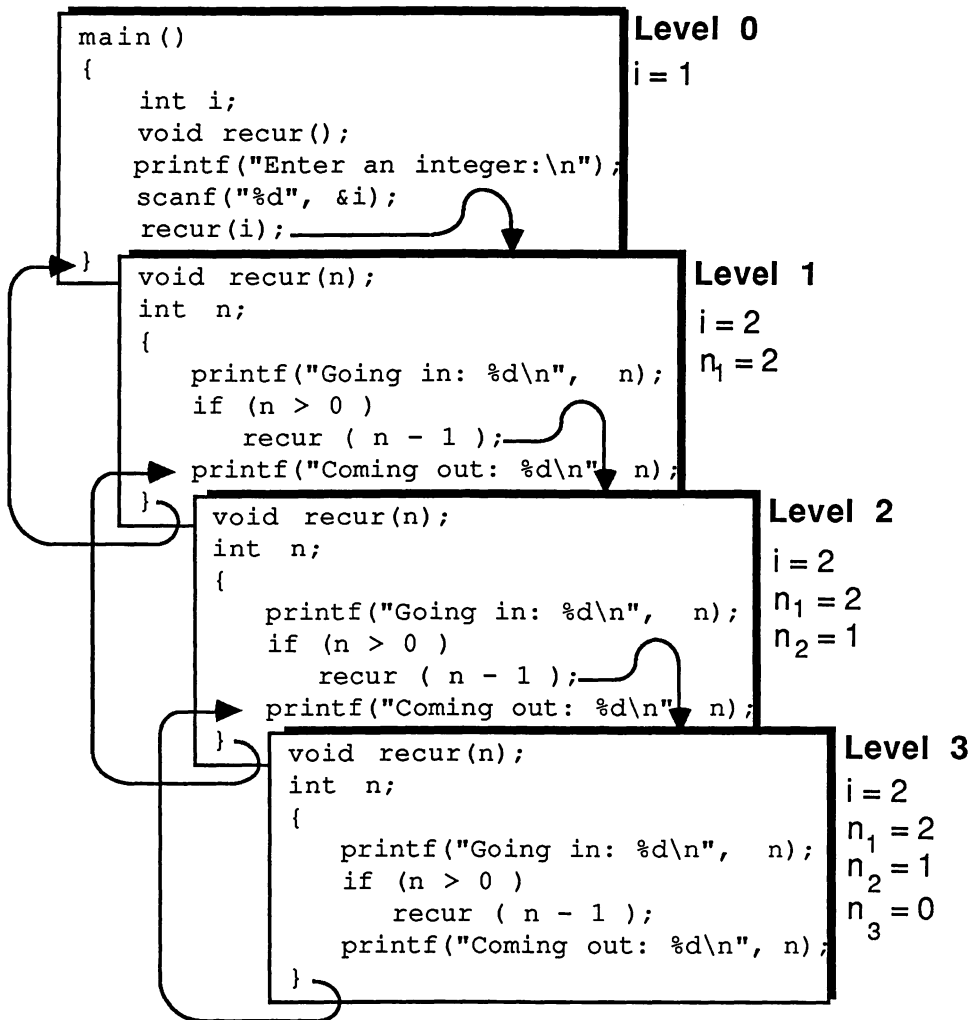 main()
Level 0
{
i = 1
int i;
void recur();
printf("Enter an integer:\n");
scanf("%d", &i);
recur(i);
}
void recur(n);
Level 1
int n;
i = 2
{
n1 = 2
printf("Going in: %d\n", n);
if (n > 0 )
recur ( n - 1 );
printf("Coming out: %d\n" n);
}
void recur(n);
Level 2
int n;
i = 2
{
n1 = 2
printf("Going in: %d\n", n);
n2 = 1
if (n > 0 )
recur ( n - 1 );
printf("Coming out: %d\n" n);
}
void recur(n);
Level 3
int n;
i = 2
{
n1 = 2
printf("Going in: %d\n", n);
n2 = 1
if (n > 0 )
n3 = 0
recur ( n - 1 );
printf("Coming out: %d\n", n);
}